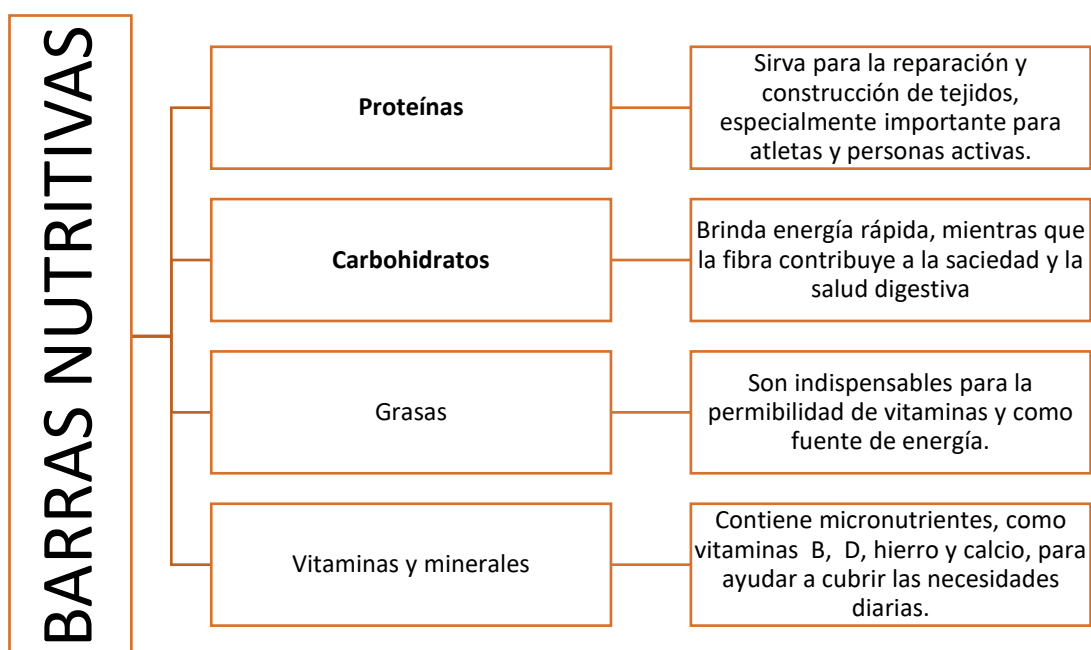 BARRAS NUTRITIVAS
Proteínas
Sirva para la reparación y
construcción de tejidos,
especialmente importante para
atletas y personas activas.
Carbohidratos
Brinda energía rápida, mientras que
la fibra contribuye a la saciedad y la
salud digestiva
Grasas
Son indispensables para la
permibilidad de vitaminas y como
fuente de energía.
Vitaminas y minerales
Contiene micronutrientes, como
vitaminas  B,  D, hierro y calcio, para
ayudar a cubrir las necesidades
diarias.